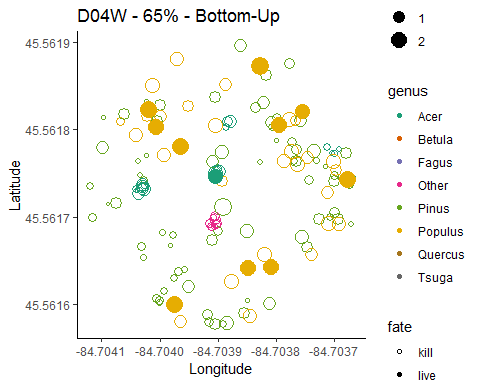 D04W - 65% - Bottom-Up
1
2
45.5619
45.5618
45.5617
45.5616
Latitude
-84.7041
-84.7040
-84.7039
-84.7038
-84.7037
Longitude
genus
Acer
Betula
Fagus
Other
Pinus
Populus
Quercus
Tsuga
fate
kill
live